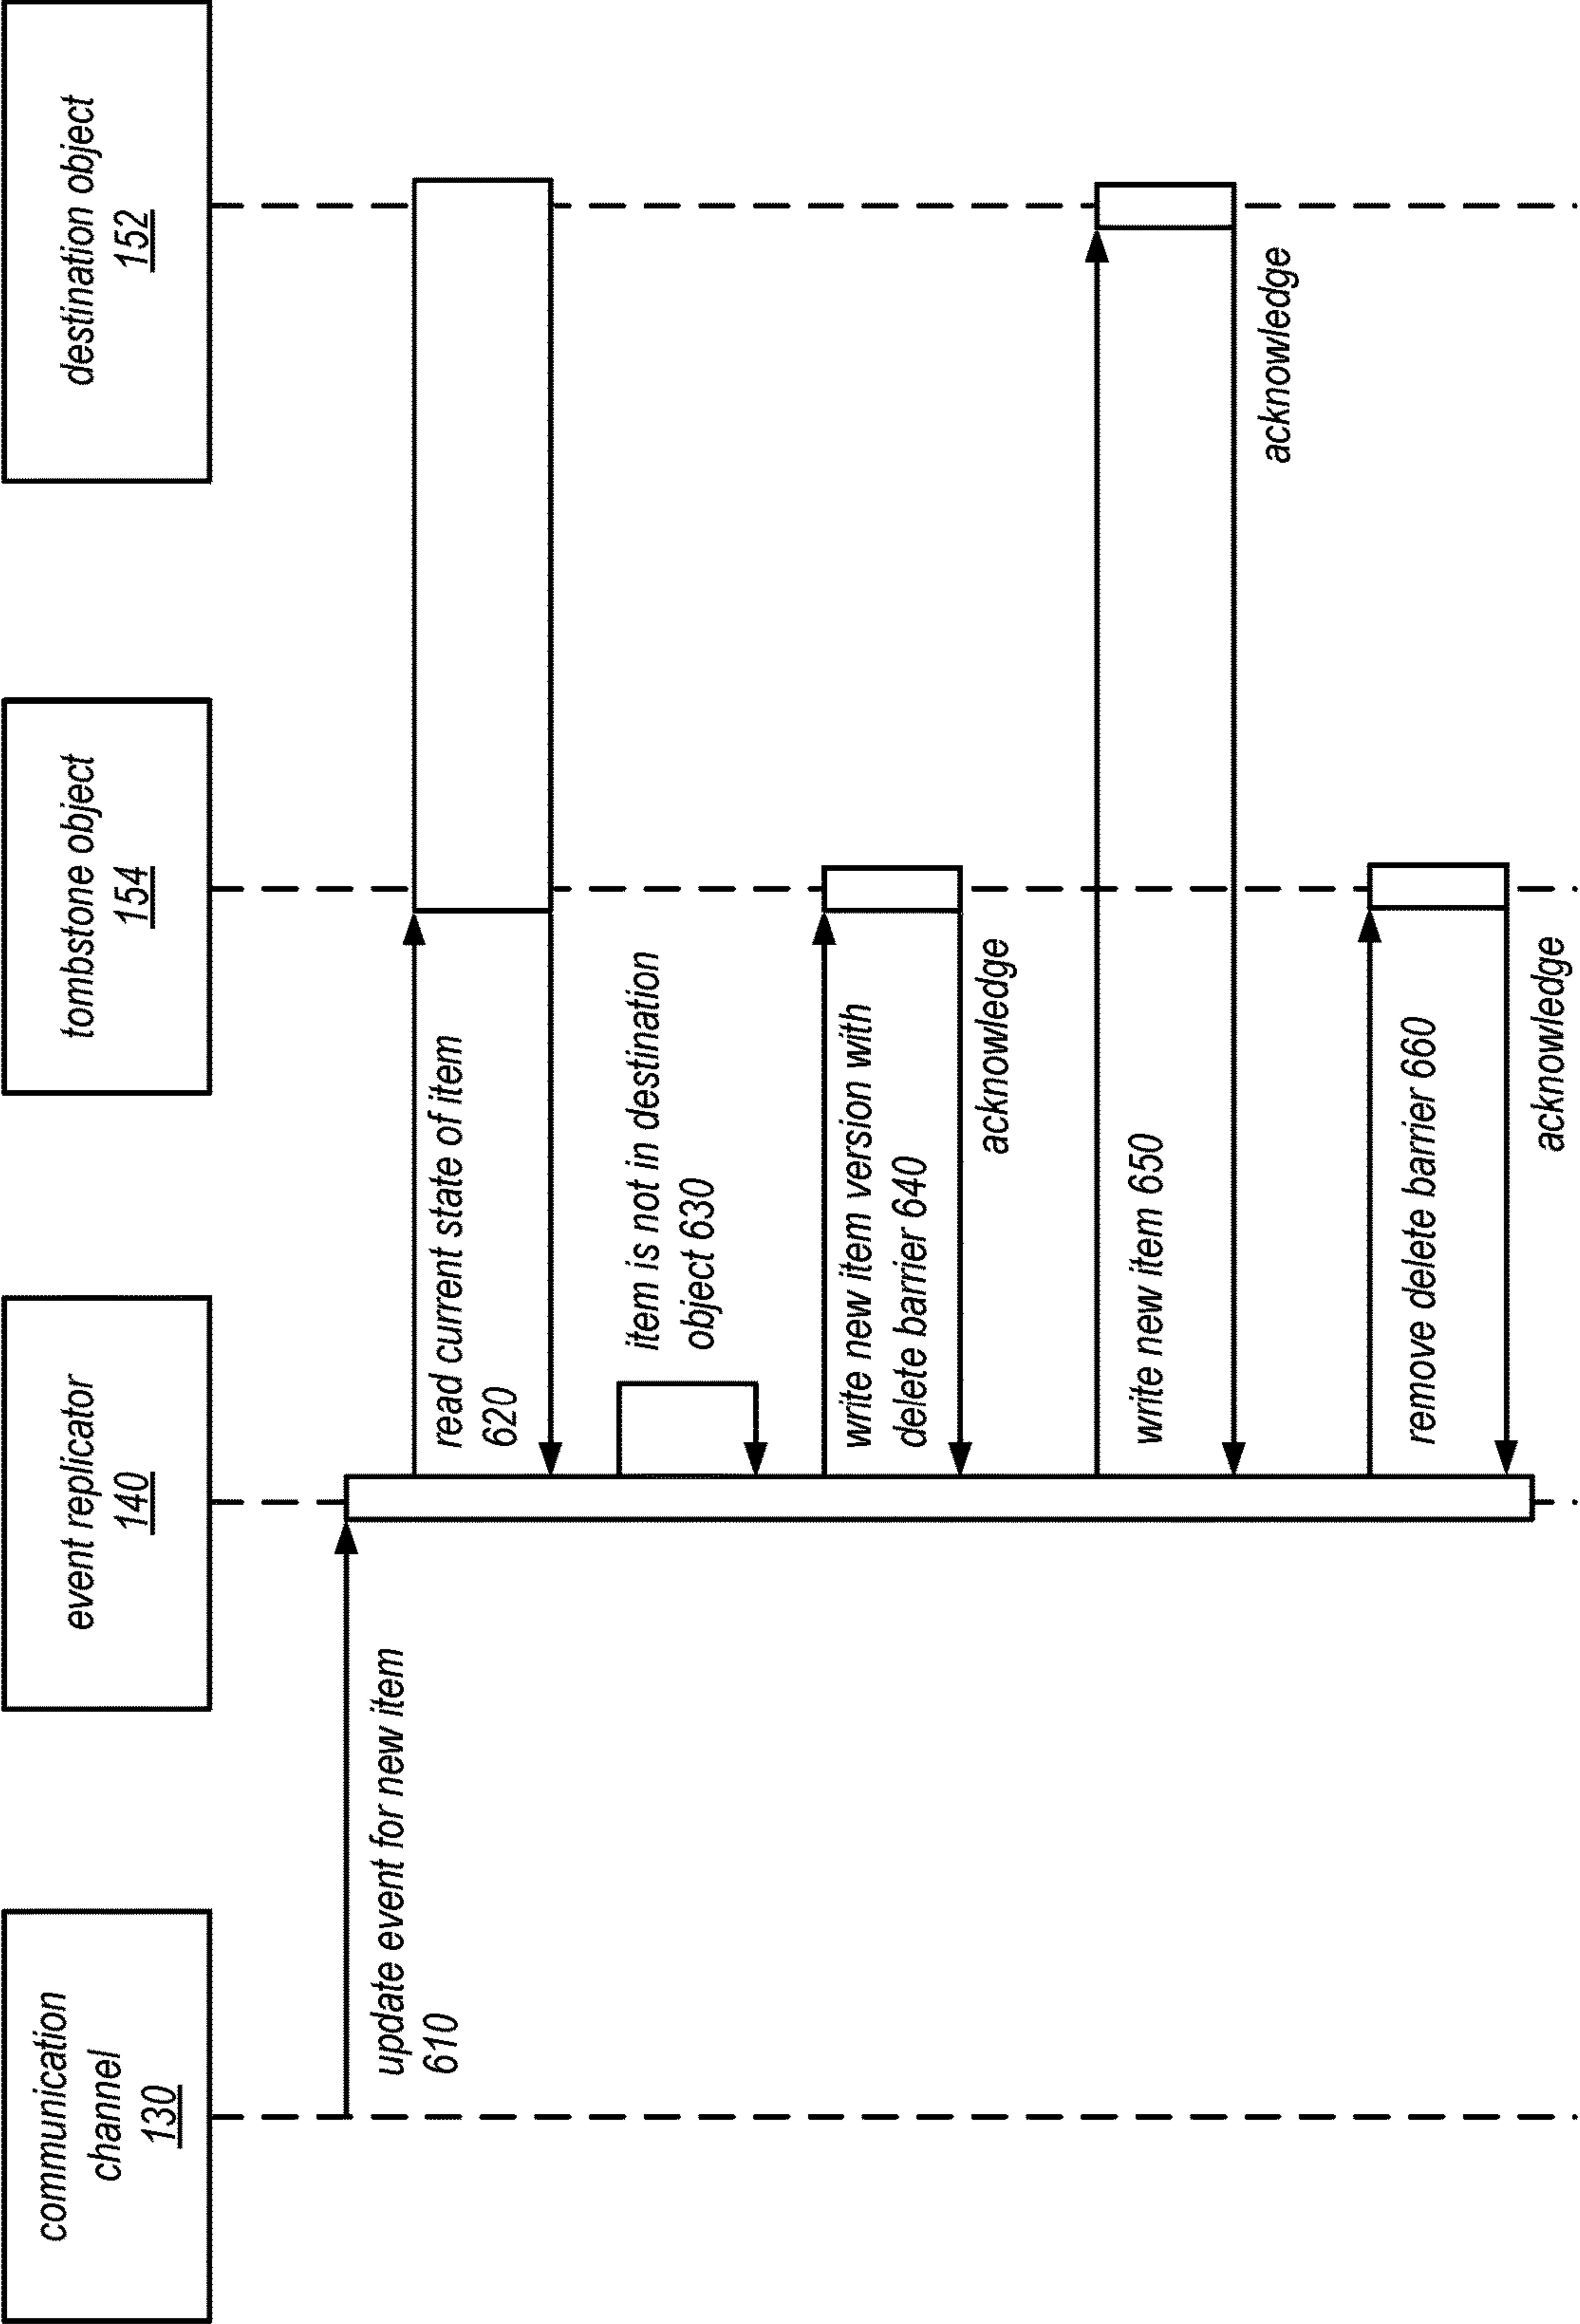 communication
channel
130
event replicator
140
tombstone object
154
destination object
152
update event for new item
610
read current state of item
620
item is not in destination
object 630
write new item version with
delete barrier 640
acknowledge
write new item 650
acknowledge
remove delete barrier 660
acknowledge